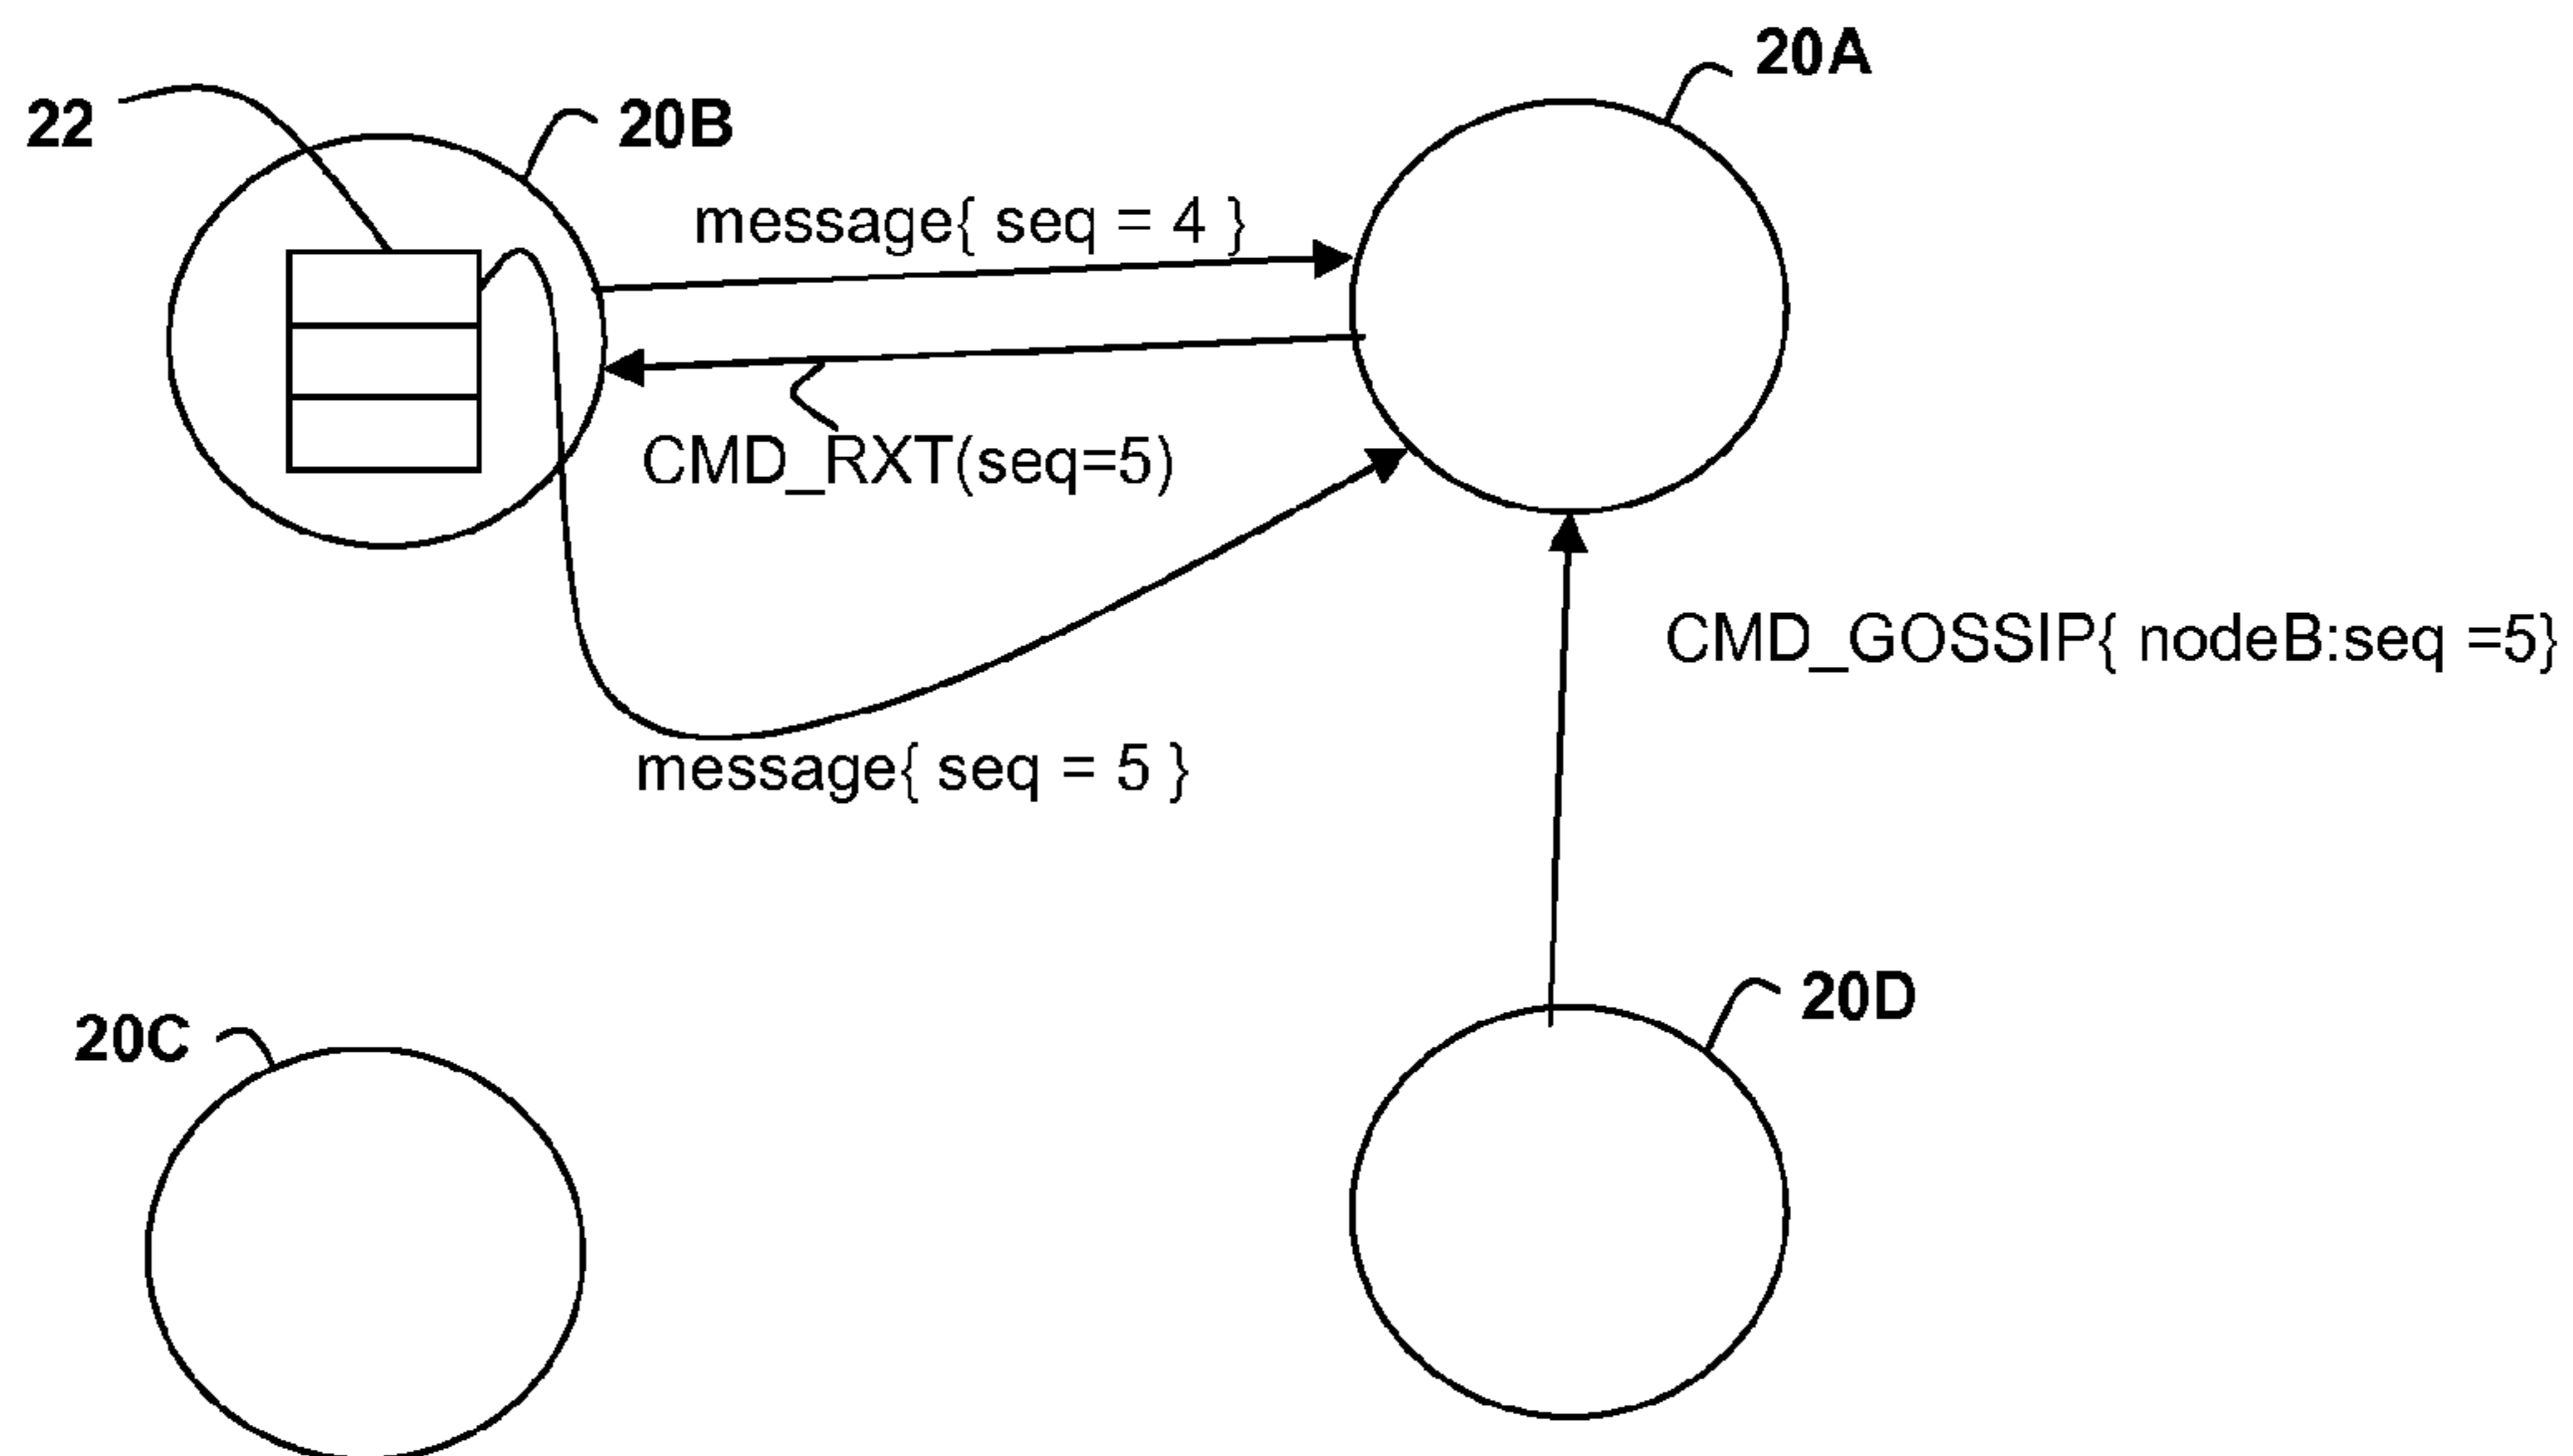 20A
22
20B
message{ seq = 4 }
CMD_RXT(seq=5)
CMD_GOSSIP{ nodeB:seq =5}
message{ seq = 5 }
20D
20C